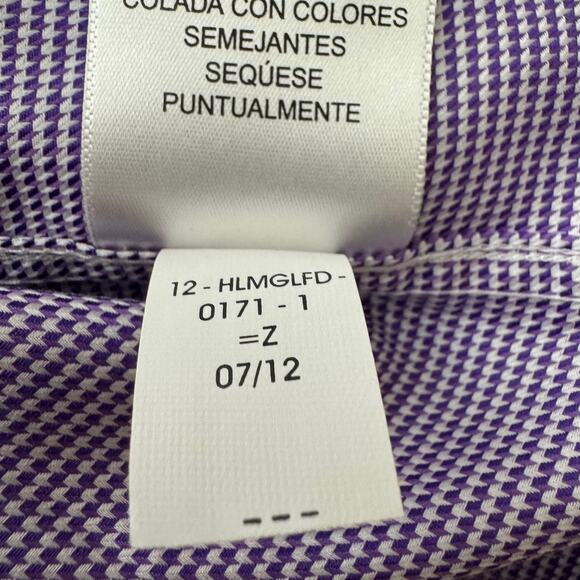 COLADA CON COLORES
SEMEJANTES
SEQÚESE
PUNTUALMENTE
12 - HLMGLFD -
0171 - 1
=Z
07/12
---